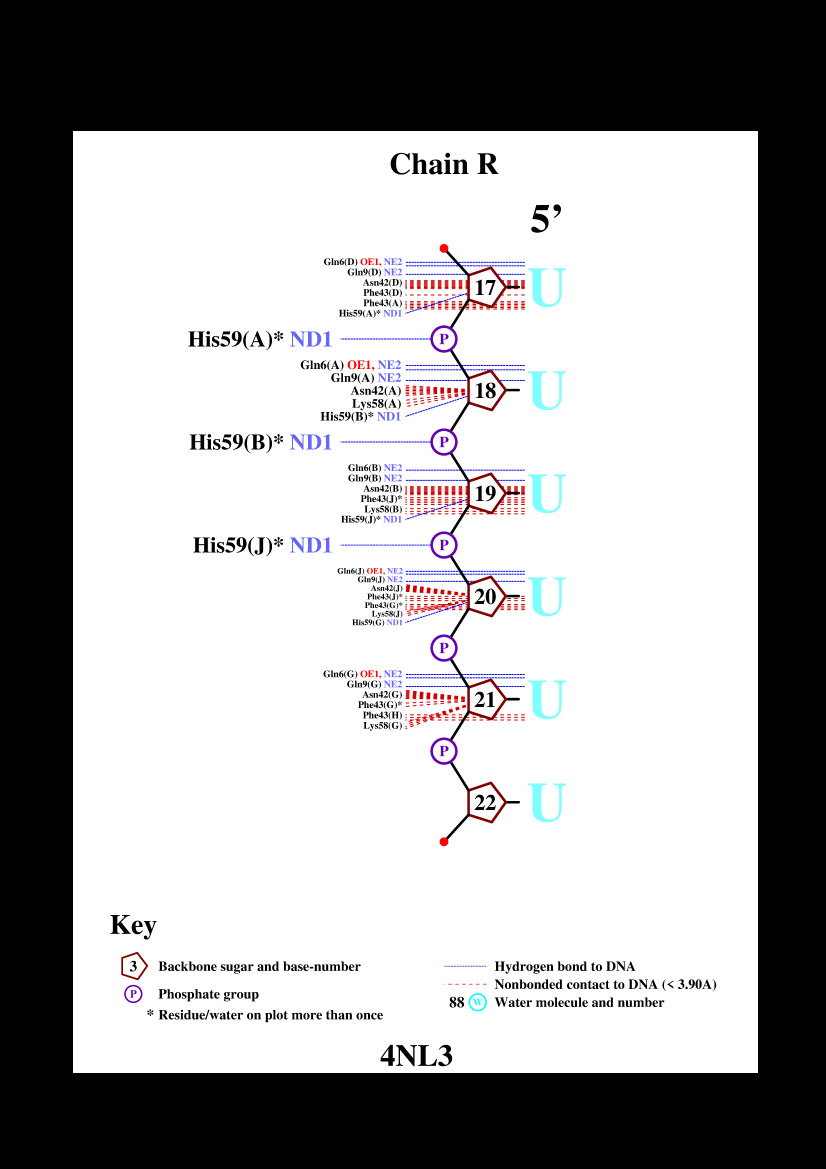 Chain R
5’
Gln6(D) OE1, NE2
Gln9(D) NE2
Asn42(D)
Phe43(D)
Phe43(A)
His59(A)* ND1
17 U
His59(A)* ND1 P
Gln6(A) OE1, NE2
Gln9(A) NE2
Asn42(A)
Lys58(A)
His59(B)* ND1
18 U
His59(B)* ND1 P
Gln6(B) NE2
Gln9(B) NE2
Asn42(B)
Phe43(J)*
Lys58(B)
His59(J)* ND1
19 U
His59(J)* ND1 P
Gln6(J) OE1, NE2
Gln9(J) NE2
Asn42(J)
Phe43(J)*
Phe43(G)*
Lys58(J)
His59(G) ND1
20 U
P
Gln6(G) OE1, NE2
Gln9(G) NE2
Asn42(G)
Phe43(G)*
Phe43(H)
Lys58(G)
21 U
P
22 U
Key
3 Backbone sugar and base-number
P Phosphate group
* Residue/water on plot more than once
Hydrogen bond to DNA
Nonbonded contact to DNA (< 3.90A)
88 W Water molecule and number
4NL3